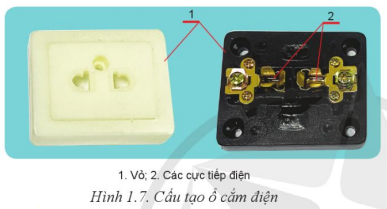 1
2
1. Vỏ; 2. Các cực tiếp điện
Hình 1.7. Cấu tạo ổ cắm điện